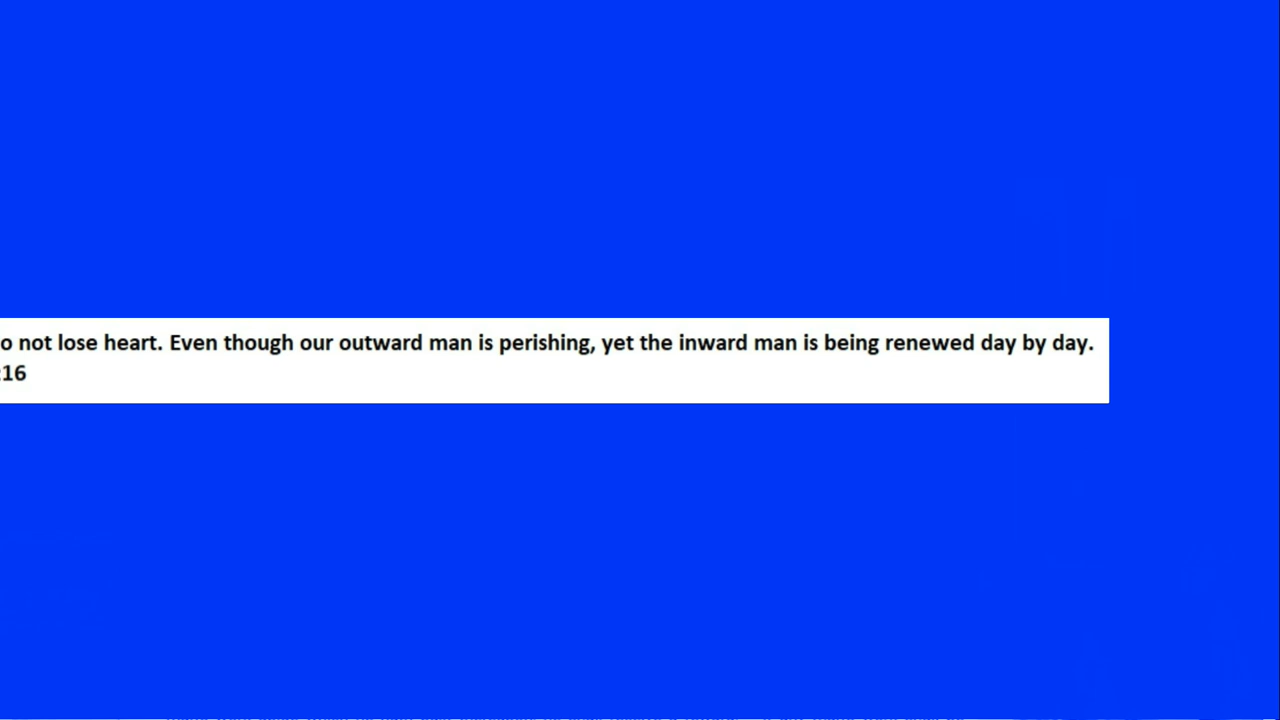 o not lose heart. Even though our outward man is perishing, yet the inward man is being renewed day by day.
:16